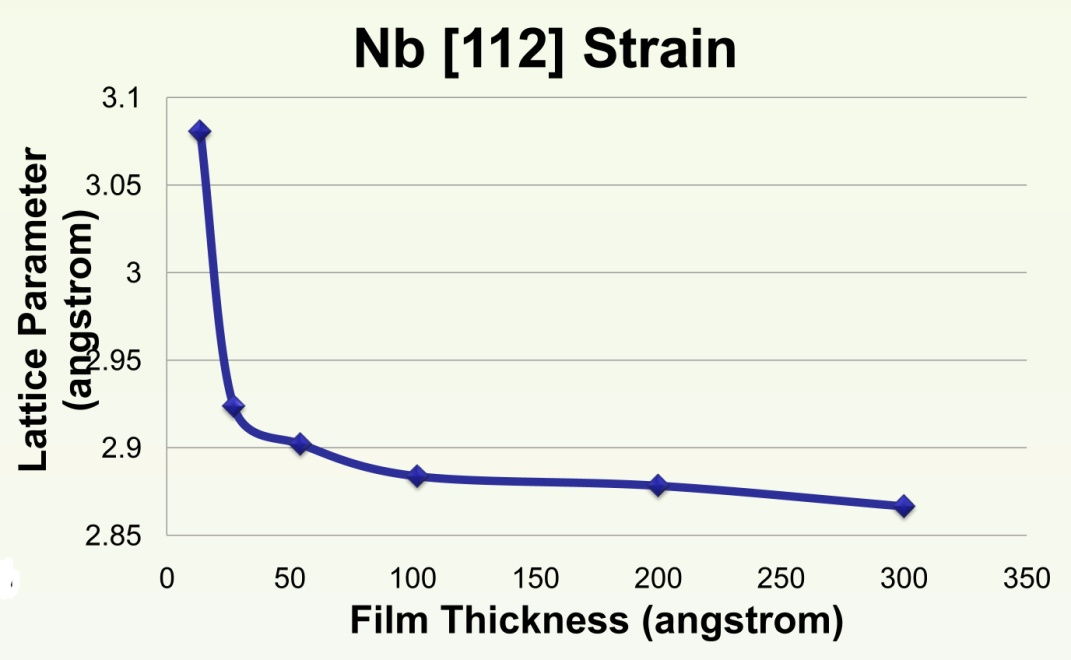 Nb [112] Strain
Lattice Parameter
(angstrom)
3.1
3.05
3
2.95
2.9
2.85
0 50 100 150 200 250 300 350
Film Thickness (angstrom)